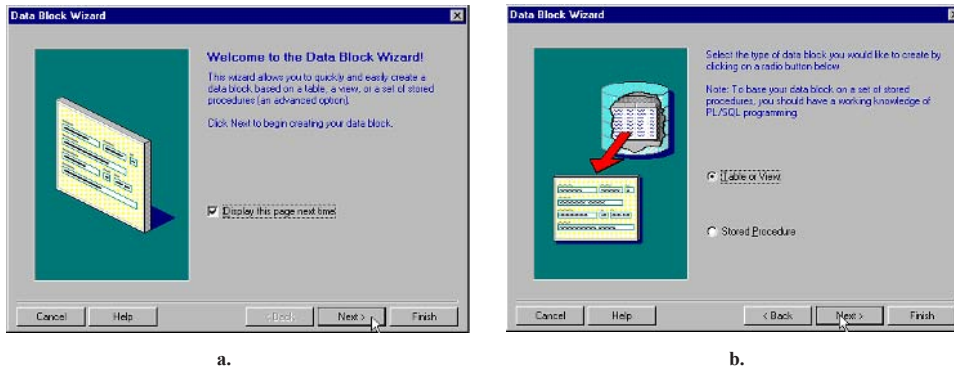 Data Block Wizard
Welcome to the Data Block Wizard!
This wizard allows you to quickly and easily create a
data block based on a table, a view, or a set of stored
procedures (an advanced option).
Click Next to begin creating your data block.
Display this page next time
Cancel
Help
< Back
Next >
Finish
a.
Data Block Wizard
Select the type of data block you would like to create by
clicking on a radio button below.
Note: To base your data block on a set of stored
procedures, you should have a working knowledge of
PL/SQL programming.
Table or View
Stored Procedure
Cancel
Help
< Back
Next >
Finish
b.